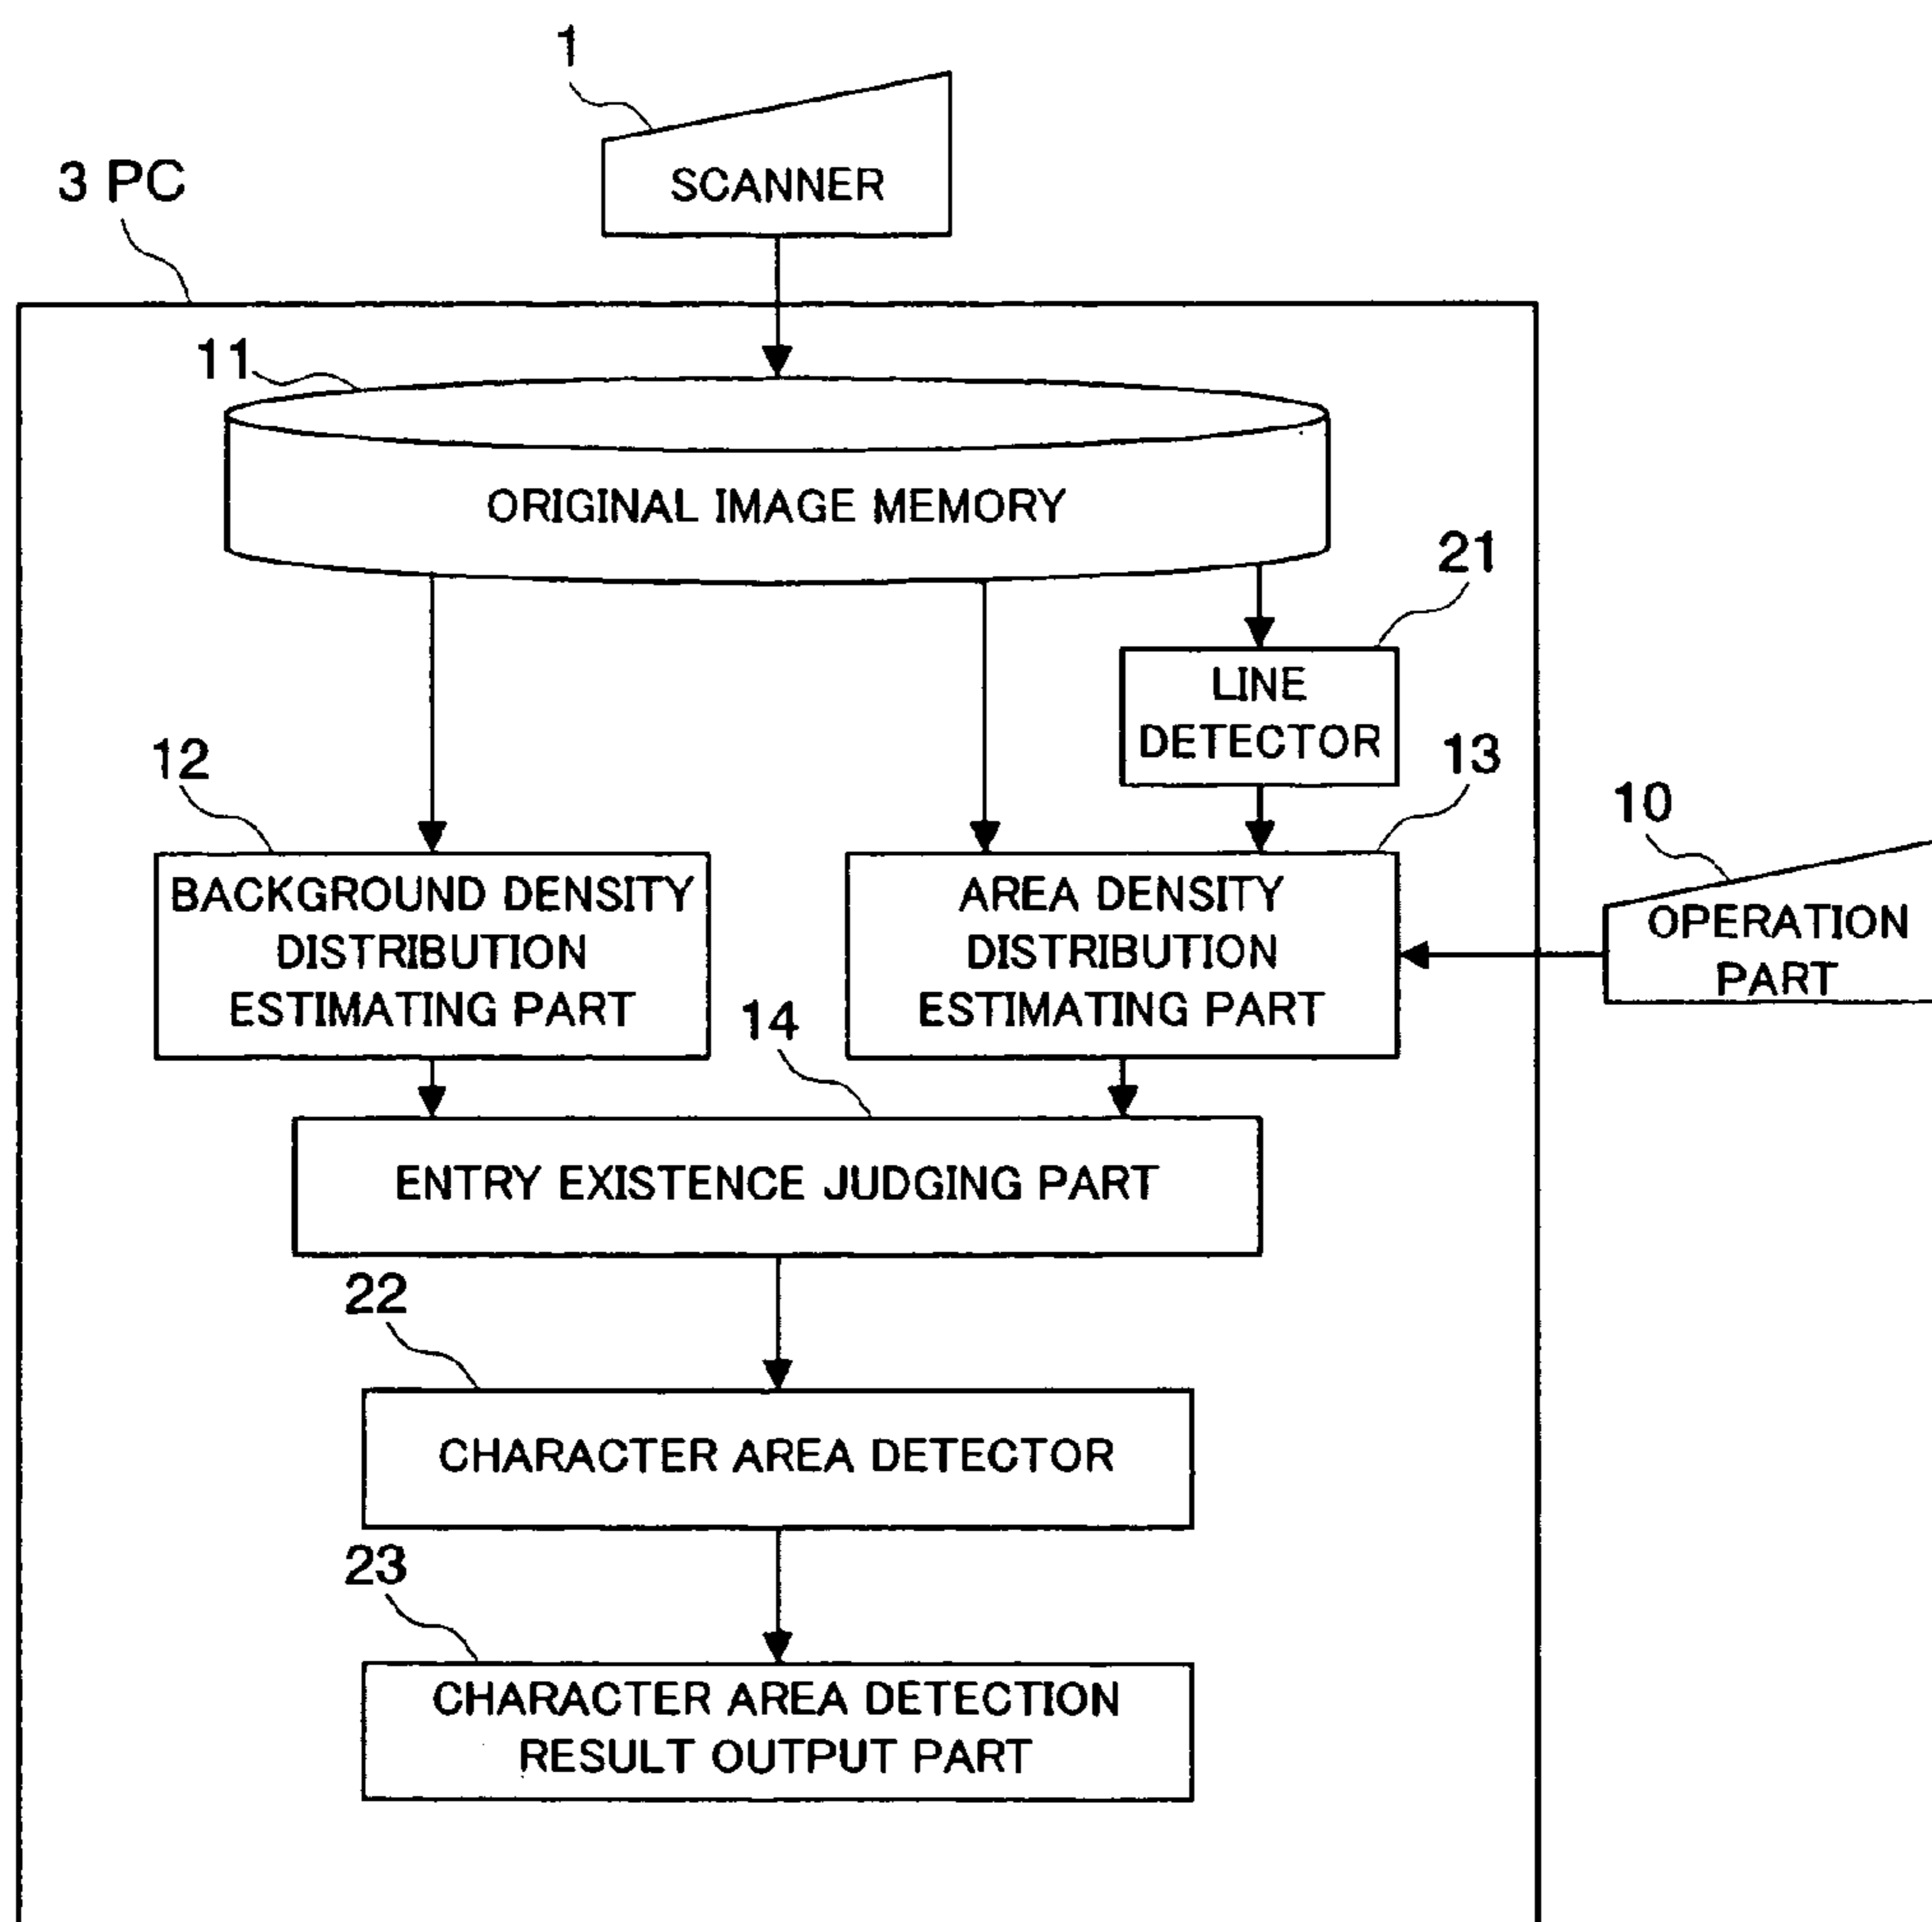 1
SCANNER
3 PC
11
ORIGINAL IMAGE MEMORY
21
LINE
DETECTOR
12
13
10
BACKGROUND DENSITY
DISTRIBUTION
ESTIMATING PART
AREA DENSITY
DISTRIBUTION
ESTIMATING PART
OPERATION
PART
14
ENTRY EXISTENCE JUDGING PART
22
CHARACTER AREA DETECTOR
23
CHARACTER AREA DETECTION
RESULT OUTPUT PART